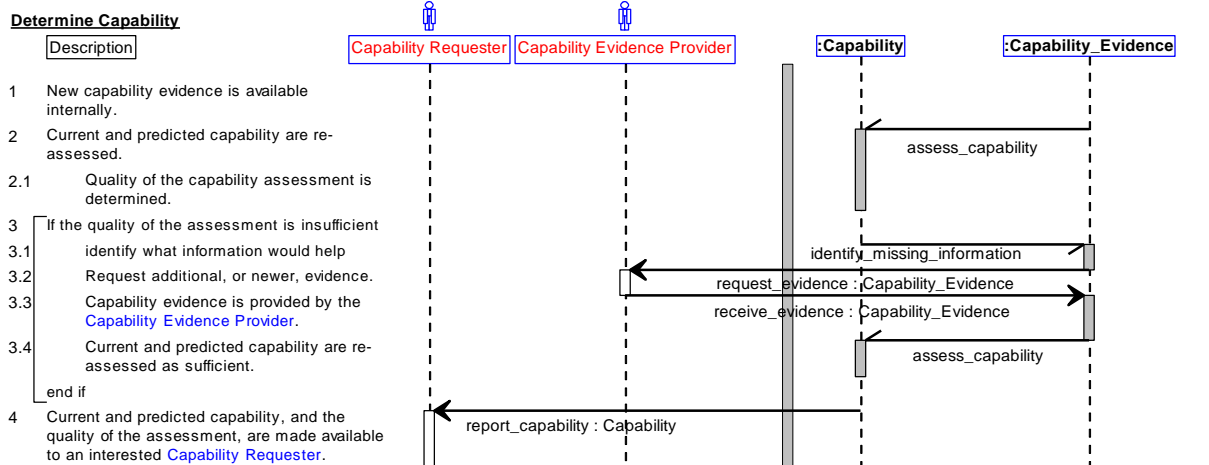 Determine Capability
Description
Capability Requester
Capability Evidence Provider
:Capability
:Capability_Evidence
1 New capability evidence is available
internally.
2 Current and predicted capability are re-
assessed.
assess_capability
2.1 Quality of the capability assessment is
determined.
3 If the quality of the assessment is insufficient
3.1 identify what information would help
identify_missing_information
3.2 Request additional, or newer, evidence.
request_evidence : Capability_Evidence
3.3 Capability evidence is provided by the
Capability Evidence Provider.
receive_evidence : Capability_Evidence
3.4 Current and predicted capability are re-
assessed as sufficient.
assess_capability
end if
4 Current and predicted capability, and the
quality of the assessment, are made available
to an interested Capability Requester.
report_capability : Capability